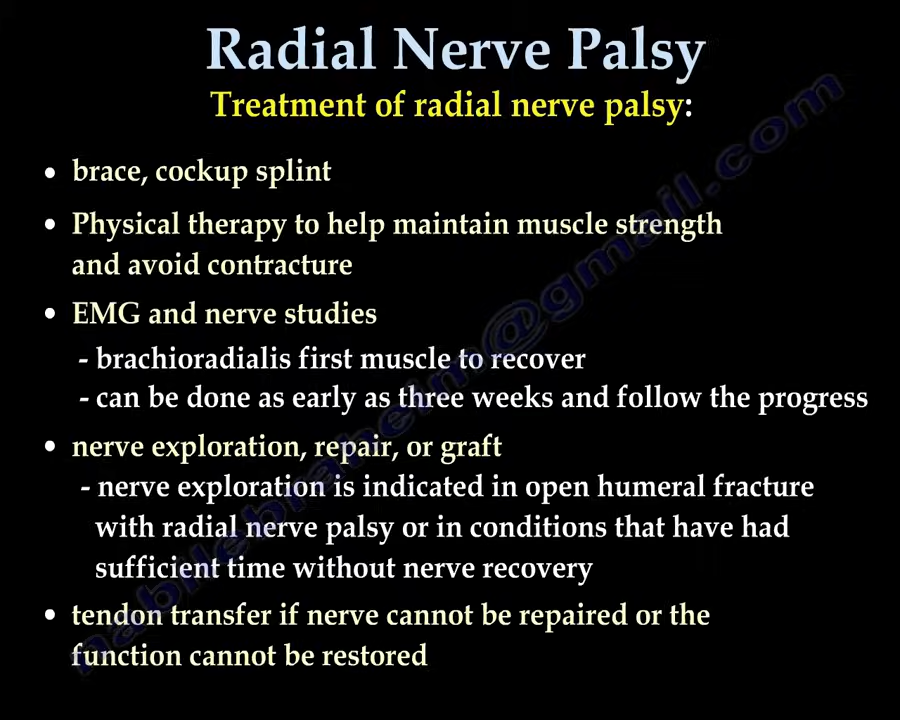 Radial Nerve Palsy
Treatment of radial nerve palsy:
• brace, cockup splint
• Physical therapy to help maintain muscle strength
and avoid contracture
• EMG and nerve studies
- brachioradialis first muscle to recover
- can be done as early as three weeks and follow the progress
• nerve exploration, repair, or graft
- nerve exploration is indicated in open humeral fracture
with radial nerve palsy or in conditions that have had
sufficient time without nerve recovery
• tendon transfer if nerve cannot be repaired or the
function cannot be restored
nabilebraheim@gmail.com